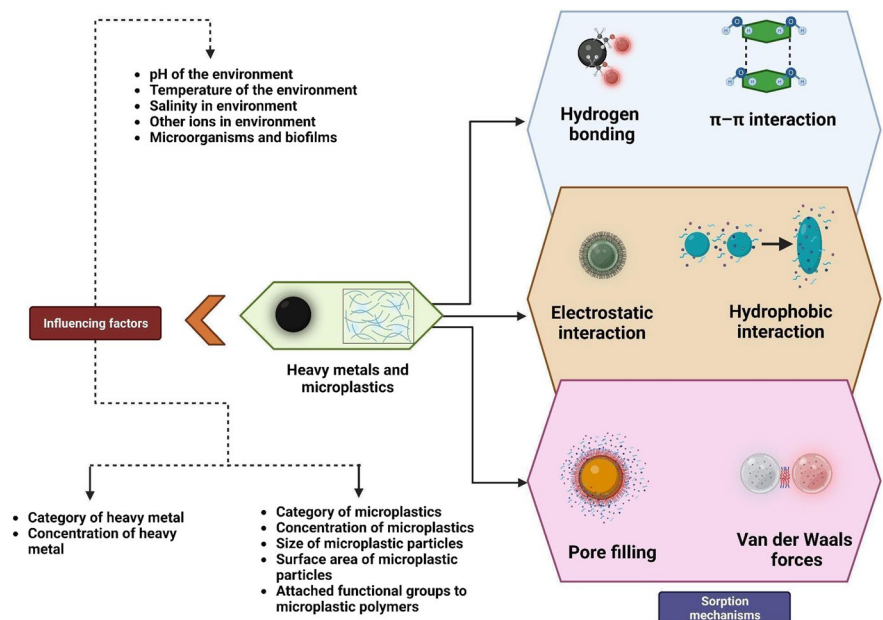 • pH of the environment
• Temperature of the environment
• Salinity in environment
• Other ions in environment
• Microorganisms and biofilms
Influencing factors
Heavy metals and
microplastics
• Category of heavy metal
• Concentration of heavy
metal
• Category of microplastics
• Concentration of microplastics
• Size of microplastic particles
• Surface area of microplastic
particles
• Attached functional groups to
microplastic polymers
Hydrogen
bonding
π–π interaction
Electrostatic
interaction
Hydrophobic
interaction
Pore filling
Van der Waals
forces
Sorption
mechanisms